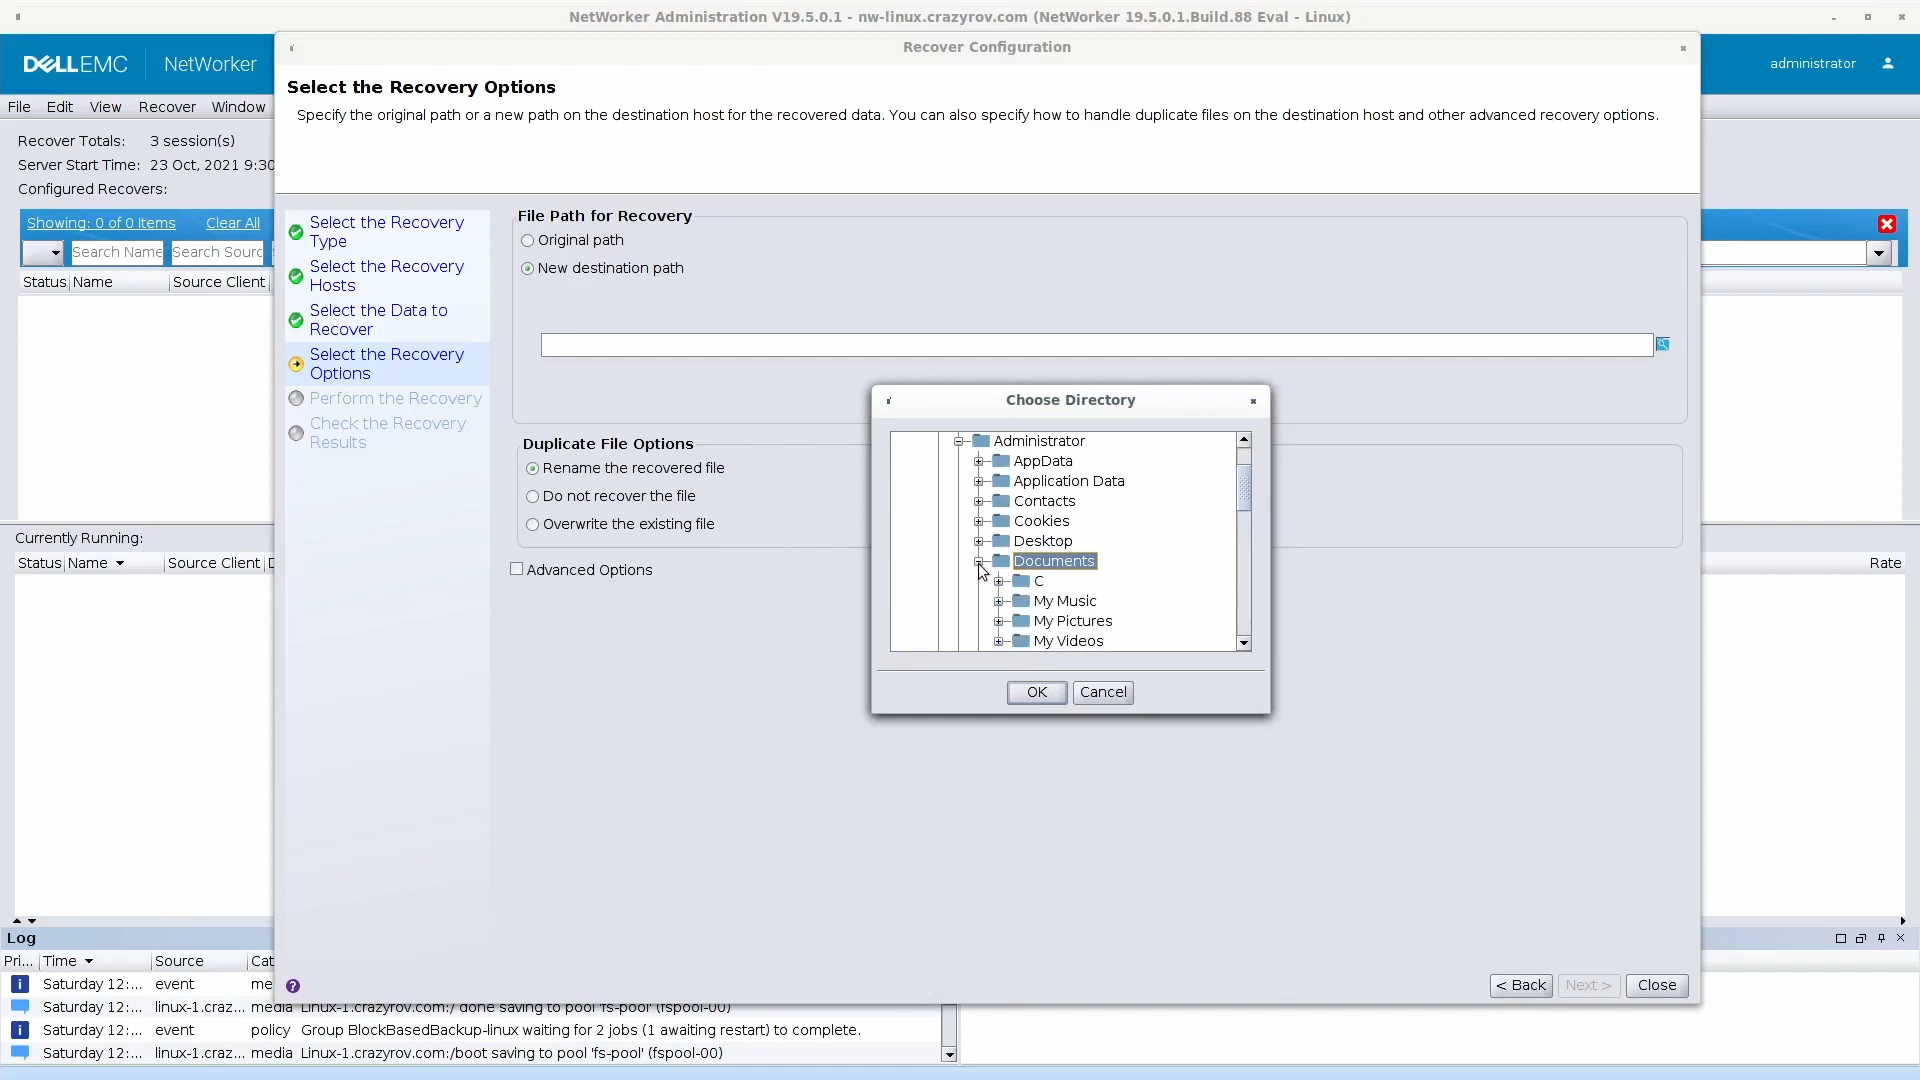 NetWorker Administration V19.5.0.1 - nw-linux.crazyrov.com (NetWorker 19.5.0.1.Build.88 Eval - Linux)
DELLEMC NetWorker
administrator
Recover Configuration
File Edit View Recover Window
Select the Recovery Options
Specify the original path or a new path on the destination host for the recovered data. You can also specify how to handle duplicate files on the destination host and other advanced recovery options.
Recover Totals: 3 session(s)
Server Start Time: 23 Oct, 2021 9:30
Configured Recovers:
Showing: 0 of 0 Items Clear All
Search Name Search Sourc
Status Name Source Client
Select the Recovery
Type
Select the Recovery
Hosts
Select the Data to
Recover
Select the Recovery
Options
Perform the Recovery
Check the Recovery
Results
File Path for Recovery
Original path
New destination path
Duplicate File Options
Rename the recovered file
Do not recover the file
Overwrite the existing file
Advanced Options
Choose Directory
Administrator
AppData
Application Data
Contacts
Cookies
Desktop
Documents
C
My Music
My Pictures
My Videos
OK Cancel
Currently Running:
Status Name Source Client D
Rate
< Back Next > Close
Log
Pri... Time Source Cat
Saturday 12:... event me
Saturday 12:... linux-1.craz... media Linux-1.crazyrov.com:/ done saving to pool 'fs-pool' (fspool-00)
Saturday 12:... event policy Group BlockBasedBackup-linux waiting for 2 jobs (1 awaiting restart) to complete.
Saturday 12:... linux-1.craz... media Linux-1.crazyrov.com:/boot saving to pool 'fs-pool' (fspool-00)